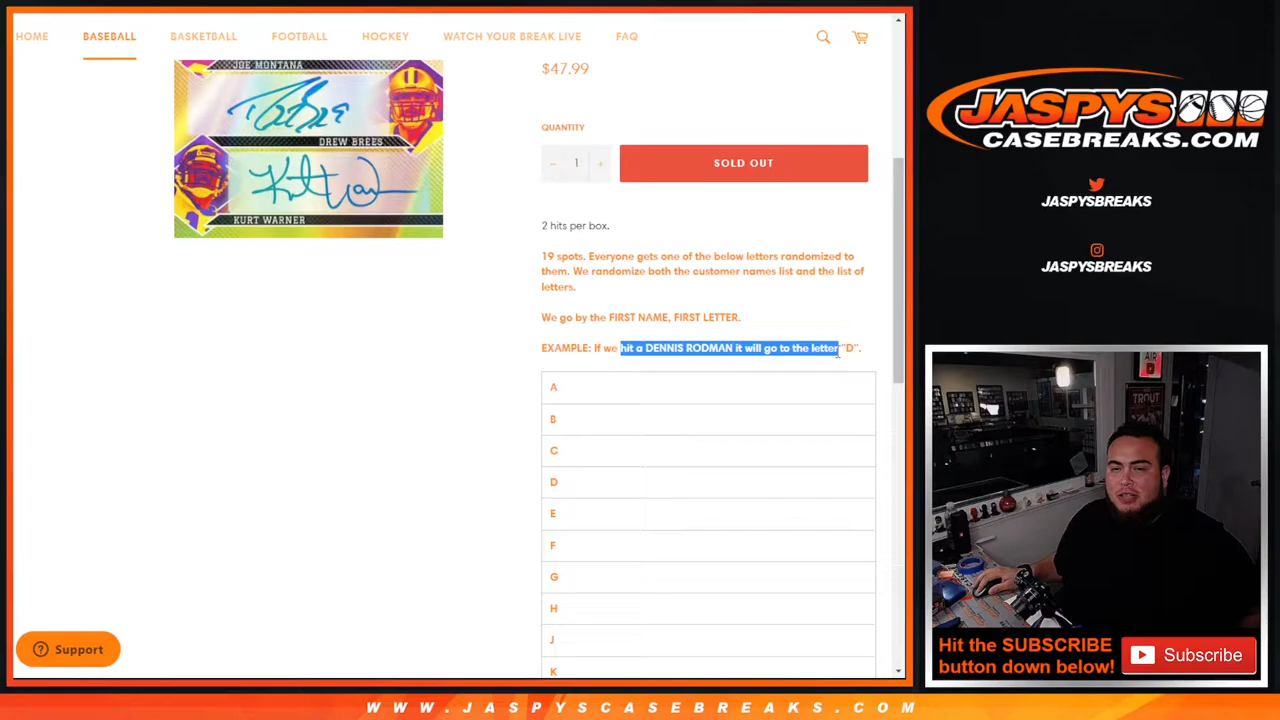 HOME BASEBALL BASKETBALL FOOTBALL HOCKEY WATCH YOUR BREAK LIVE FAQ
JOE MONTANA
DREW BREES
KURT WARNER
$47.99
QUANTITY
− 1 +
SOLD OUT
2 hits per box.
19 spots. Everyone gets one of the below letters randomized to
them. We randomize both the customer names list and the list of
letters.
We go by the FIRST NAME, FIRST LETTER.
EXAMPLE: If we hit a DENNIS RODMAN it will go to the letter "D".
A
B
C
D
E
F
G
H
J
K
Support
JASPYS
CASEBREAKS.COM
JASPYSBREAKS
JASPYSBREAKS
AIR
TROUT
Hit the SUBSCRIBE
button down below!
Subscribe
WWW.JASPYSCASEBREAKS.COM